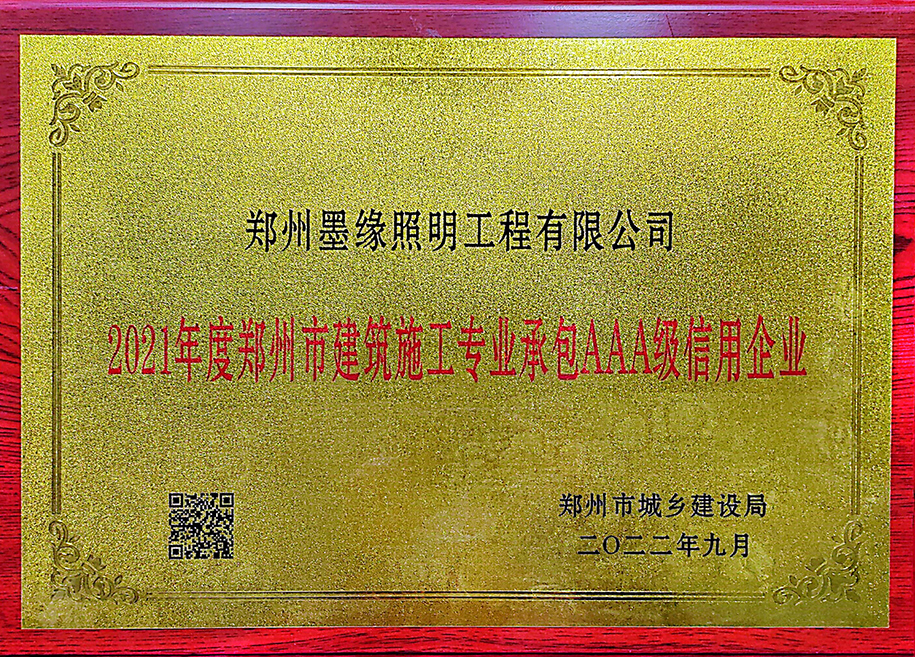 郑州墨缘照明工程有限公司
2021年度郑州市建筑施工专业承包AAA级信用企业
郑州市城乡建设局
二〇二二年九月